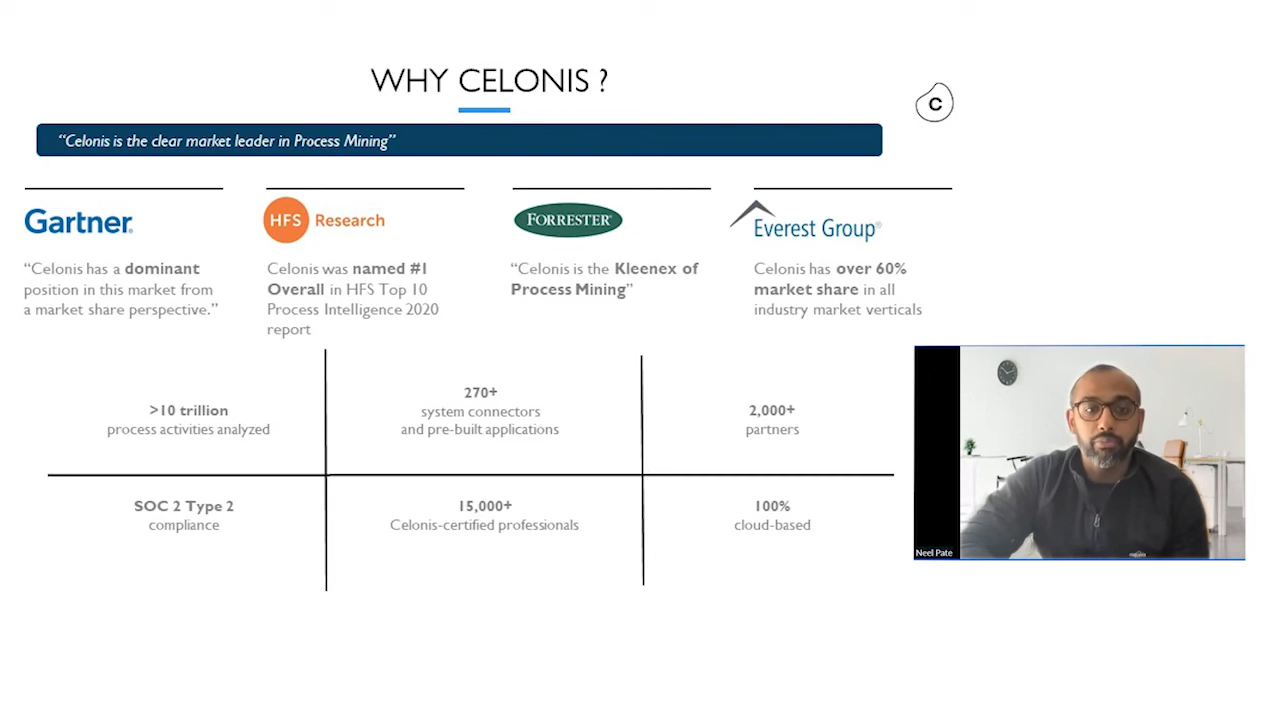 WHY CELONIS ?
C
“Celonis is the clear market leader in Process Mining”
Gartner.
HFS Research
FORRESTER®
Everest Group®
“Celonis has a dominant
position in this market from
a market share perspective.”
Celonis was named #1
Overall in HFS Top 10
Process Intelligence 2020
report
“Celonis is the Kleenex of
Process Mining”
Celonis has over 60%
market share in all
industry market verticals
>10 trillion
process activities analyzed
270+
system connectors
and pre-built applications
2,000+
partners
SOC 2 Type 2
compliance
15,000+
Celonis-certified professionals
100%
cloud-based
Neel Pate